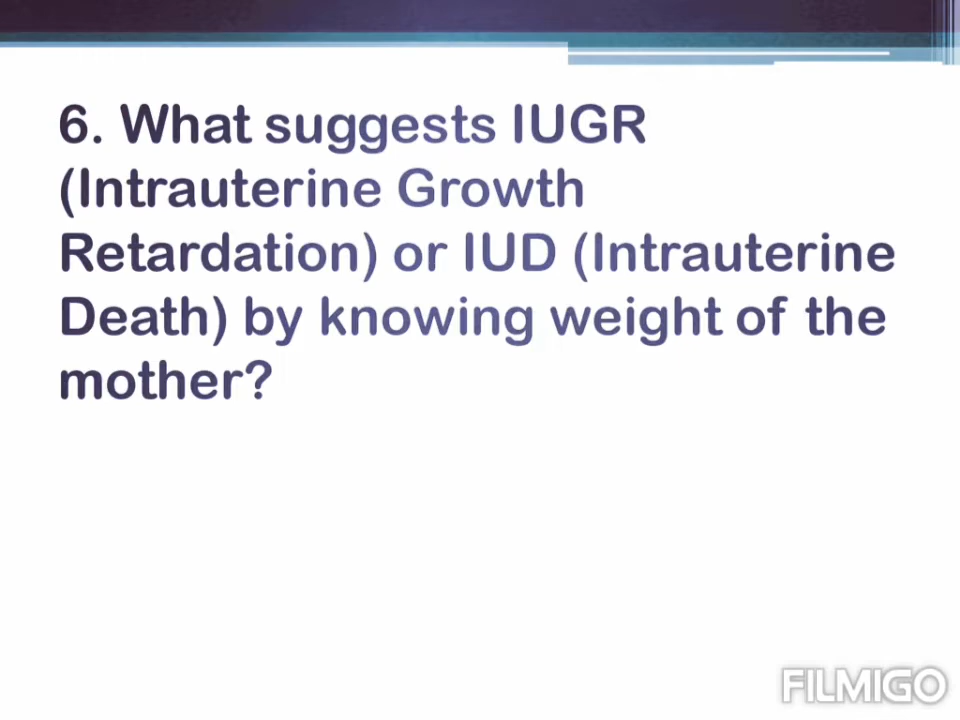 6. What suggests IUGR
(Intrauterine Growth
Retardation) or IUD (Intrauterine
Death) by knowing weight of the
mother?
FILMIGO